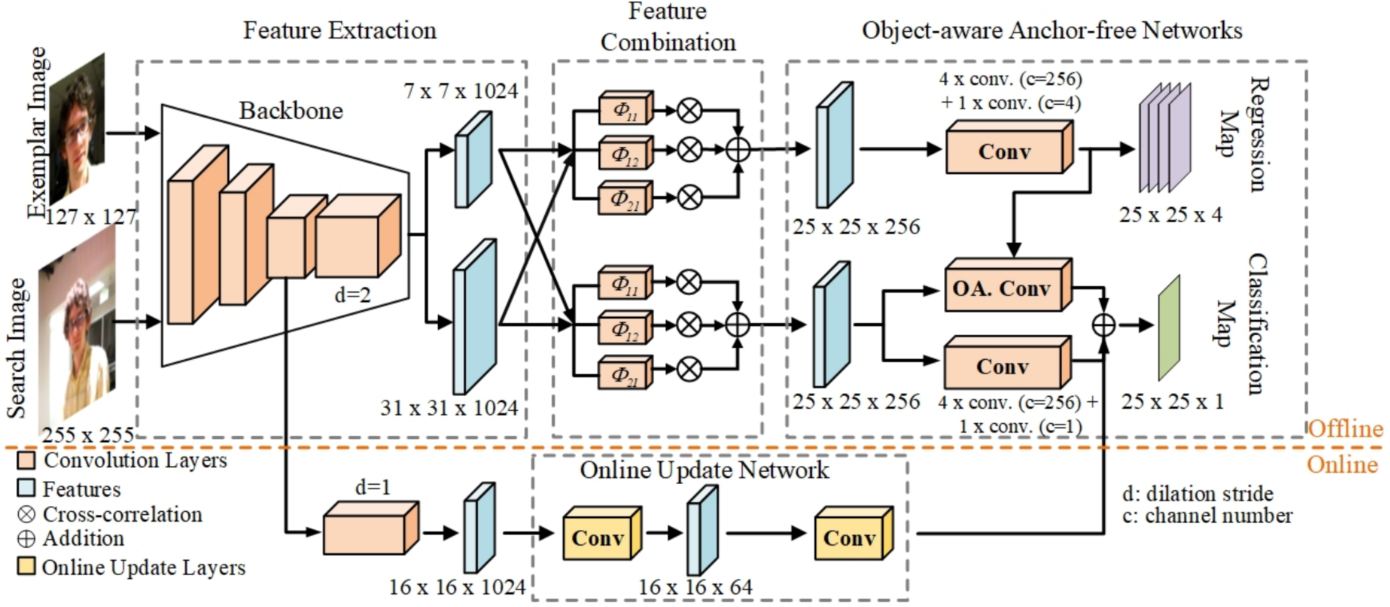 Feature Extraction
Feature
Combination
Object-aware Anchor-free Networks
Exemplar Image
127 x 127
Search Image
255 x 255
Backbone
d=2
7 x 7 x 1024
31 x 31 x 1024
Φ11
Φ12
Φ21
Φ11
Φ12
Φ21
25 x 25 x 256
25 x 25 x 256
4 x conv. (c=256)
+ 1 x conv. (c=4)
Conv
OA. Conv
Conv
4 x conv. (c=256) +
1 x conv. (c=1)
25 x 25 x 4
Regression
Map
25 x 25 x 1
Classification
Map
Offline
Online
Convolution Layers
Features
Cross-correlation
Addition
Online Update Layers
d=1
16 x 16 x 1024
Online Update Network
Conv
16 x 16 x 64
Conv
d: dilation stride
c: channel number